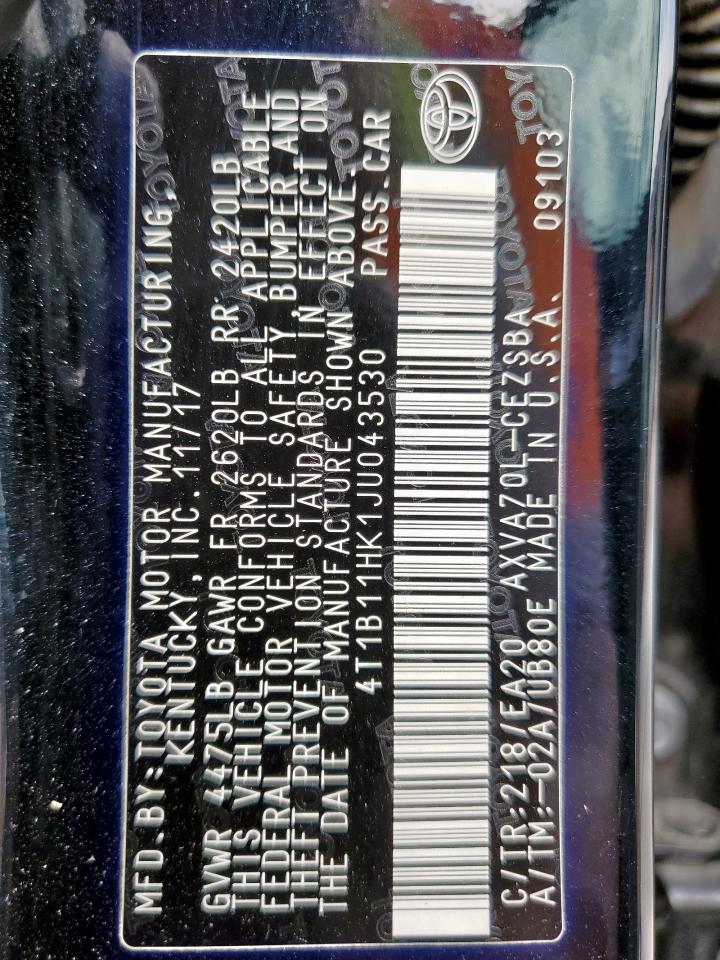 MFD.BY:TOYOTA MOTOR MANUFACTURING,
KENTUCKY, INC. 11/17
GVWR 4475LB GAWR FR 2620LB RR 2420LB
THIS VEHICLE CONFORMS TO ALL APPLICABLE
FEDERAL MOTOR VEHICLE SAFETY, BUMPER AND
THEFT PREVENTION STANDARDS IN EFFECT ON
THE DATE OF MANUFACTURE SHOWN ABOVE.
4T1B11HK1JU043530 PASS.CAR
C/TR:218/EA20 AXVA70L-CEZSBA
A/TM:-02A/UB80E MADE IN U.S.A. 09103